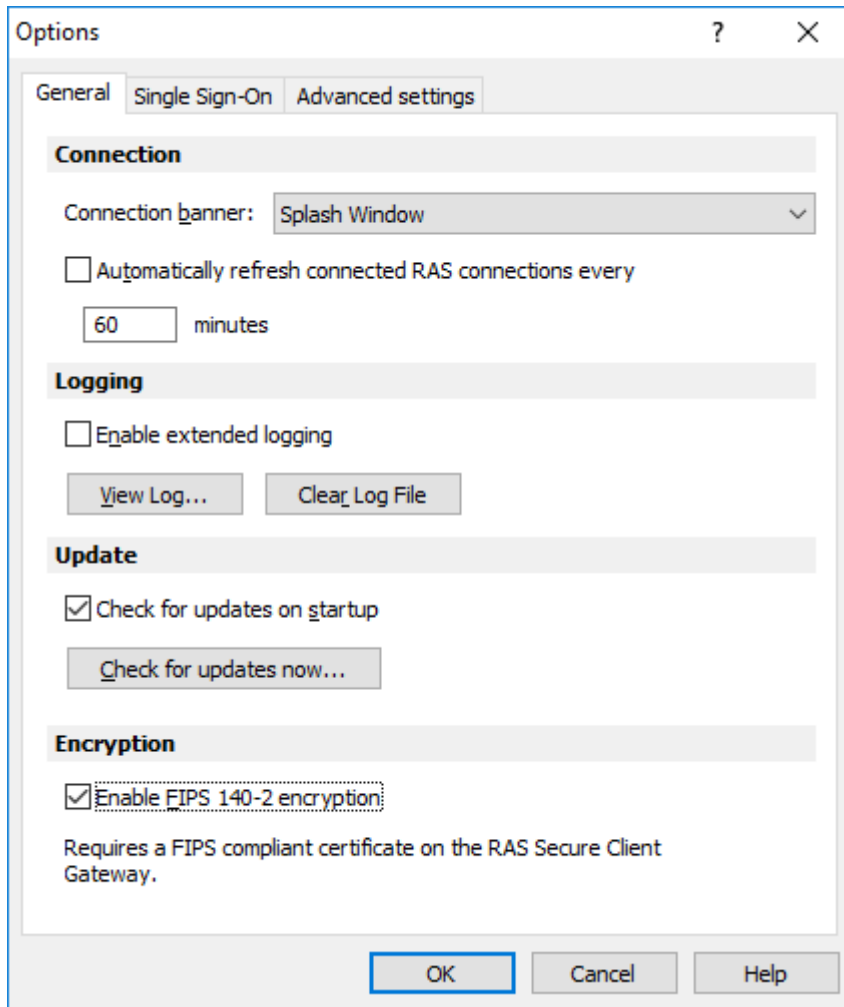 Options
?
General Single Sign-On Advanced settings
Connection
Connection banner: Splash Window
Automatically refresh connected RAS connections every
60 minutes
Logging
Enable extended logging
View Log... Clear Log File
Update
Check for updates on startup
Check for updates now...
Encryption
Enable FIPS 140-2 encryption
Requires a FIPS compliant certificate on the RAS Secure Client
Gateway.
OK Cancel Help